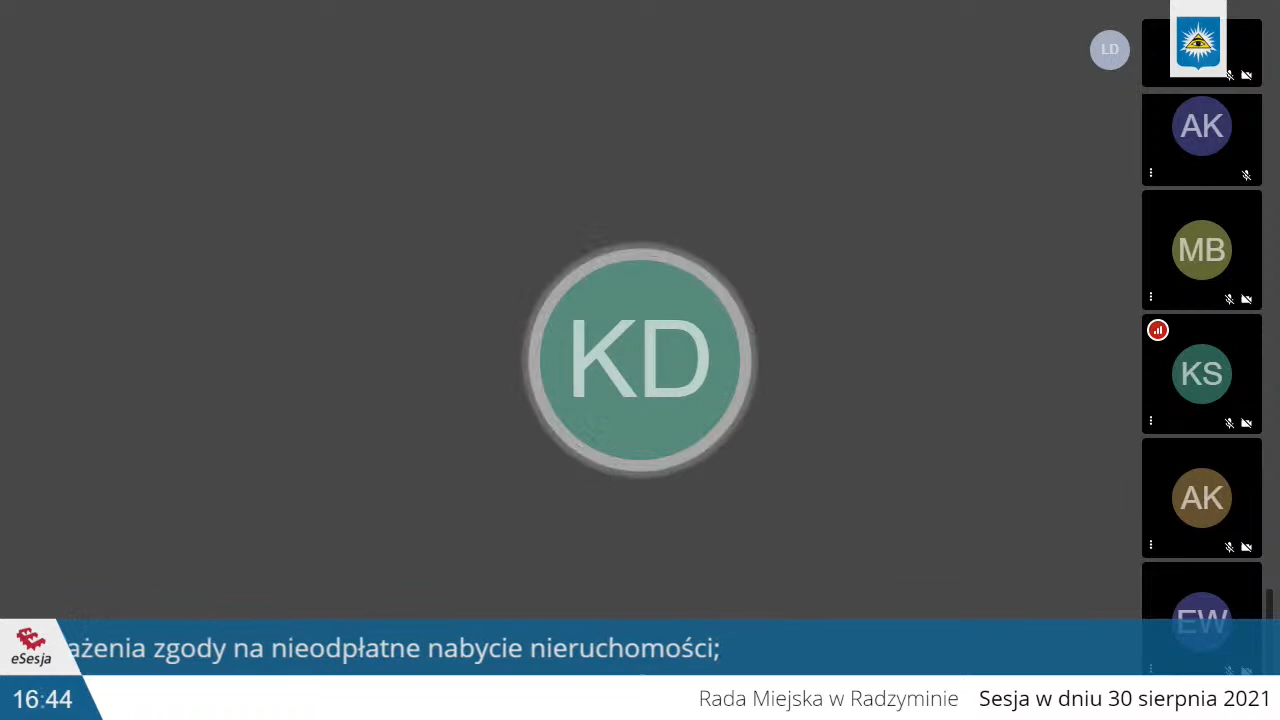 LD
AK
MB
KS
KD
AK
EW
ażenia zgody na nieodpłatne nabycie nieruchomości;
eSesja
16:44
Rada Miejska w Radzyminie Sesja w dniu 30 sierpnia 2021